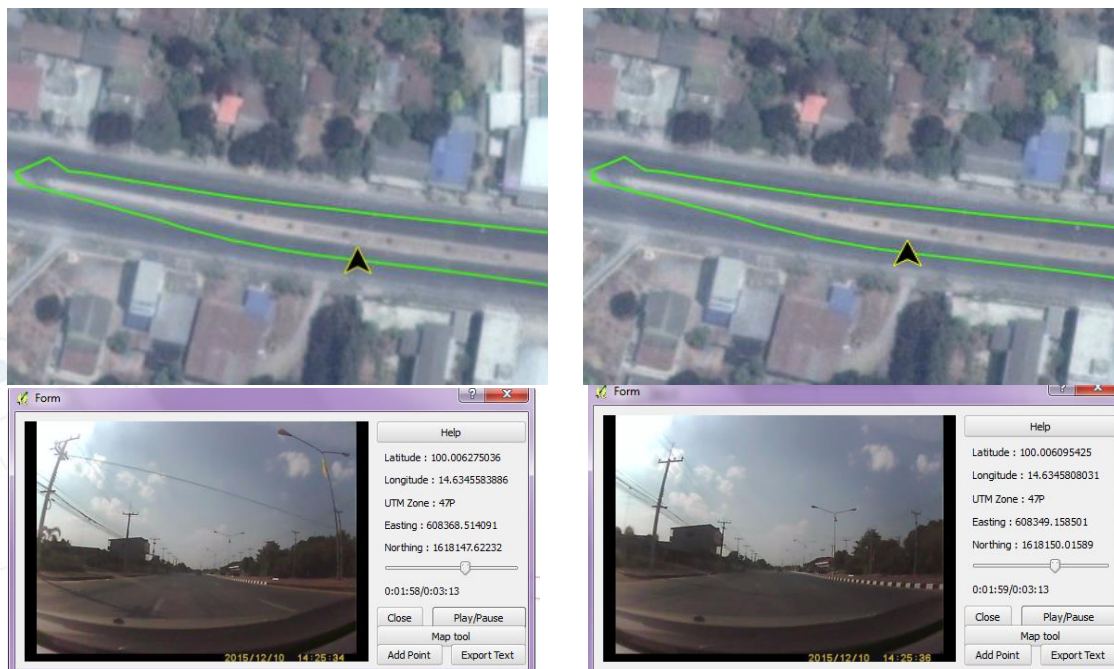 Form
Help
Latitude : 100.006275036
Longitude : 14.6345583886
UTM Zone : 47P
Easting : 608368.514091
Northing : 1618147.62232
0:01:58/0:03:13
Close
Play/Pause
Map tool
Add Point
Export Text
2015/12/10 14:25:34
Form
Help
Latitude : 100.006095425
Longitude : 14.6345808031
UTM Zone : 47P
Easting : 608349.158501
Northing : 1618150.01589
0:01:59/0:03:13
Close
Play/Pause
Map tool
Add Point
Export Text
2015/12/10 14:25:36